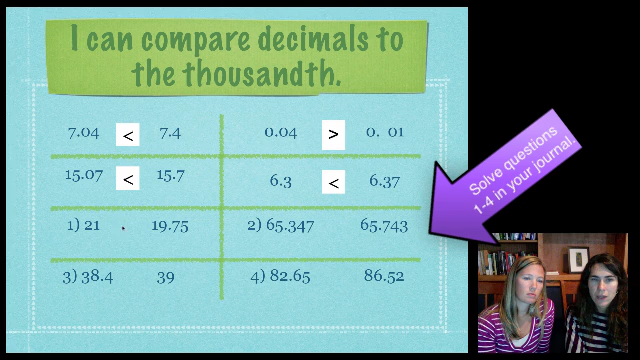 I can compare decimals to
the thousandth.
7.04 < 7.4 0.04 > 0. 01
15.07 < 15.7 6.3 < 6.37
1) 21 19.75 2) 65.347 65.743
3) 38.4 39 4) 82.65 86.52
Solve questions
1-4 in your journal!